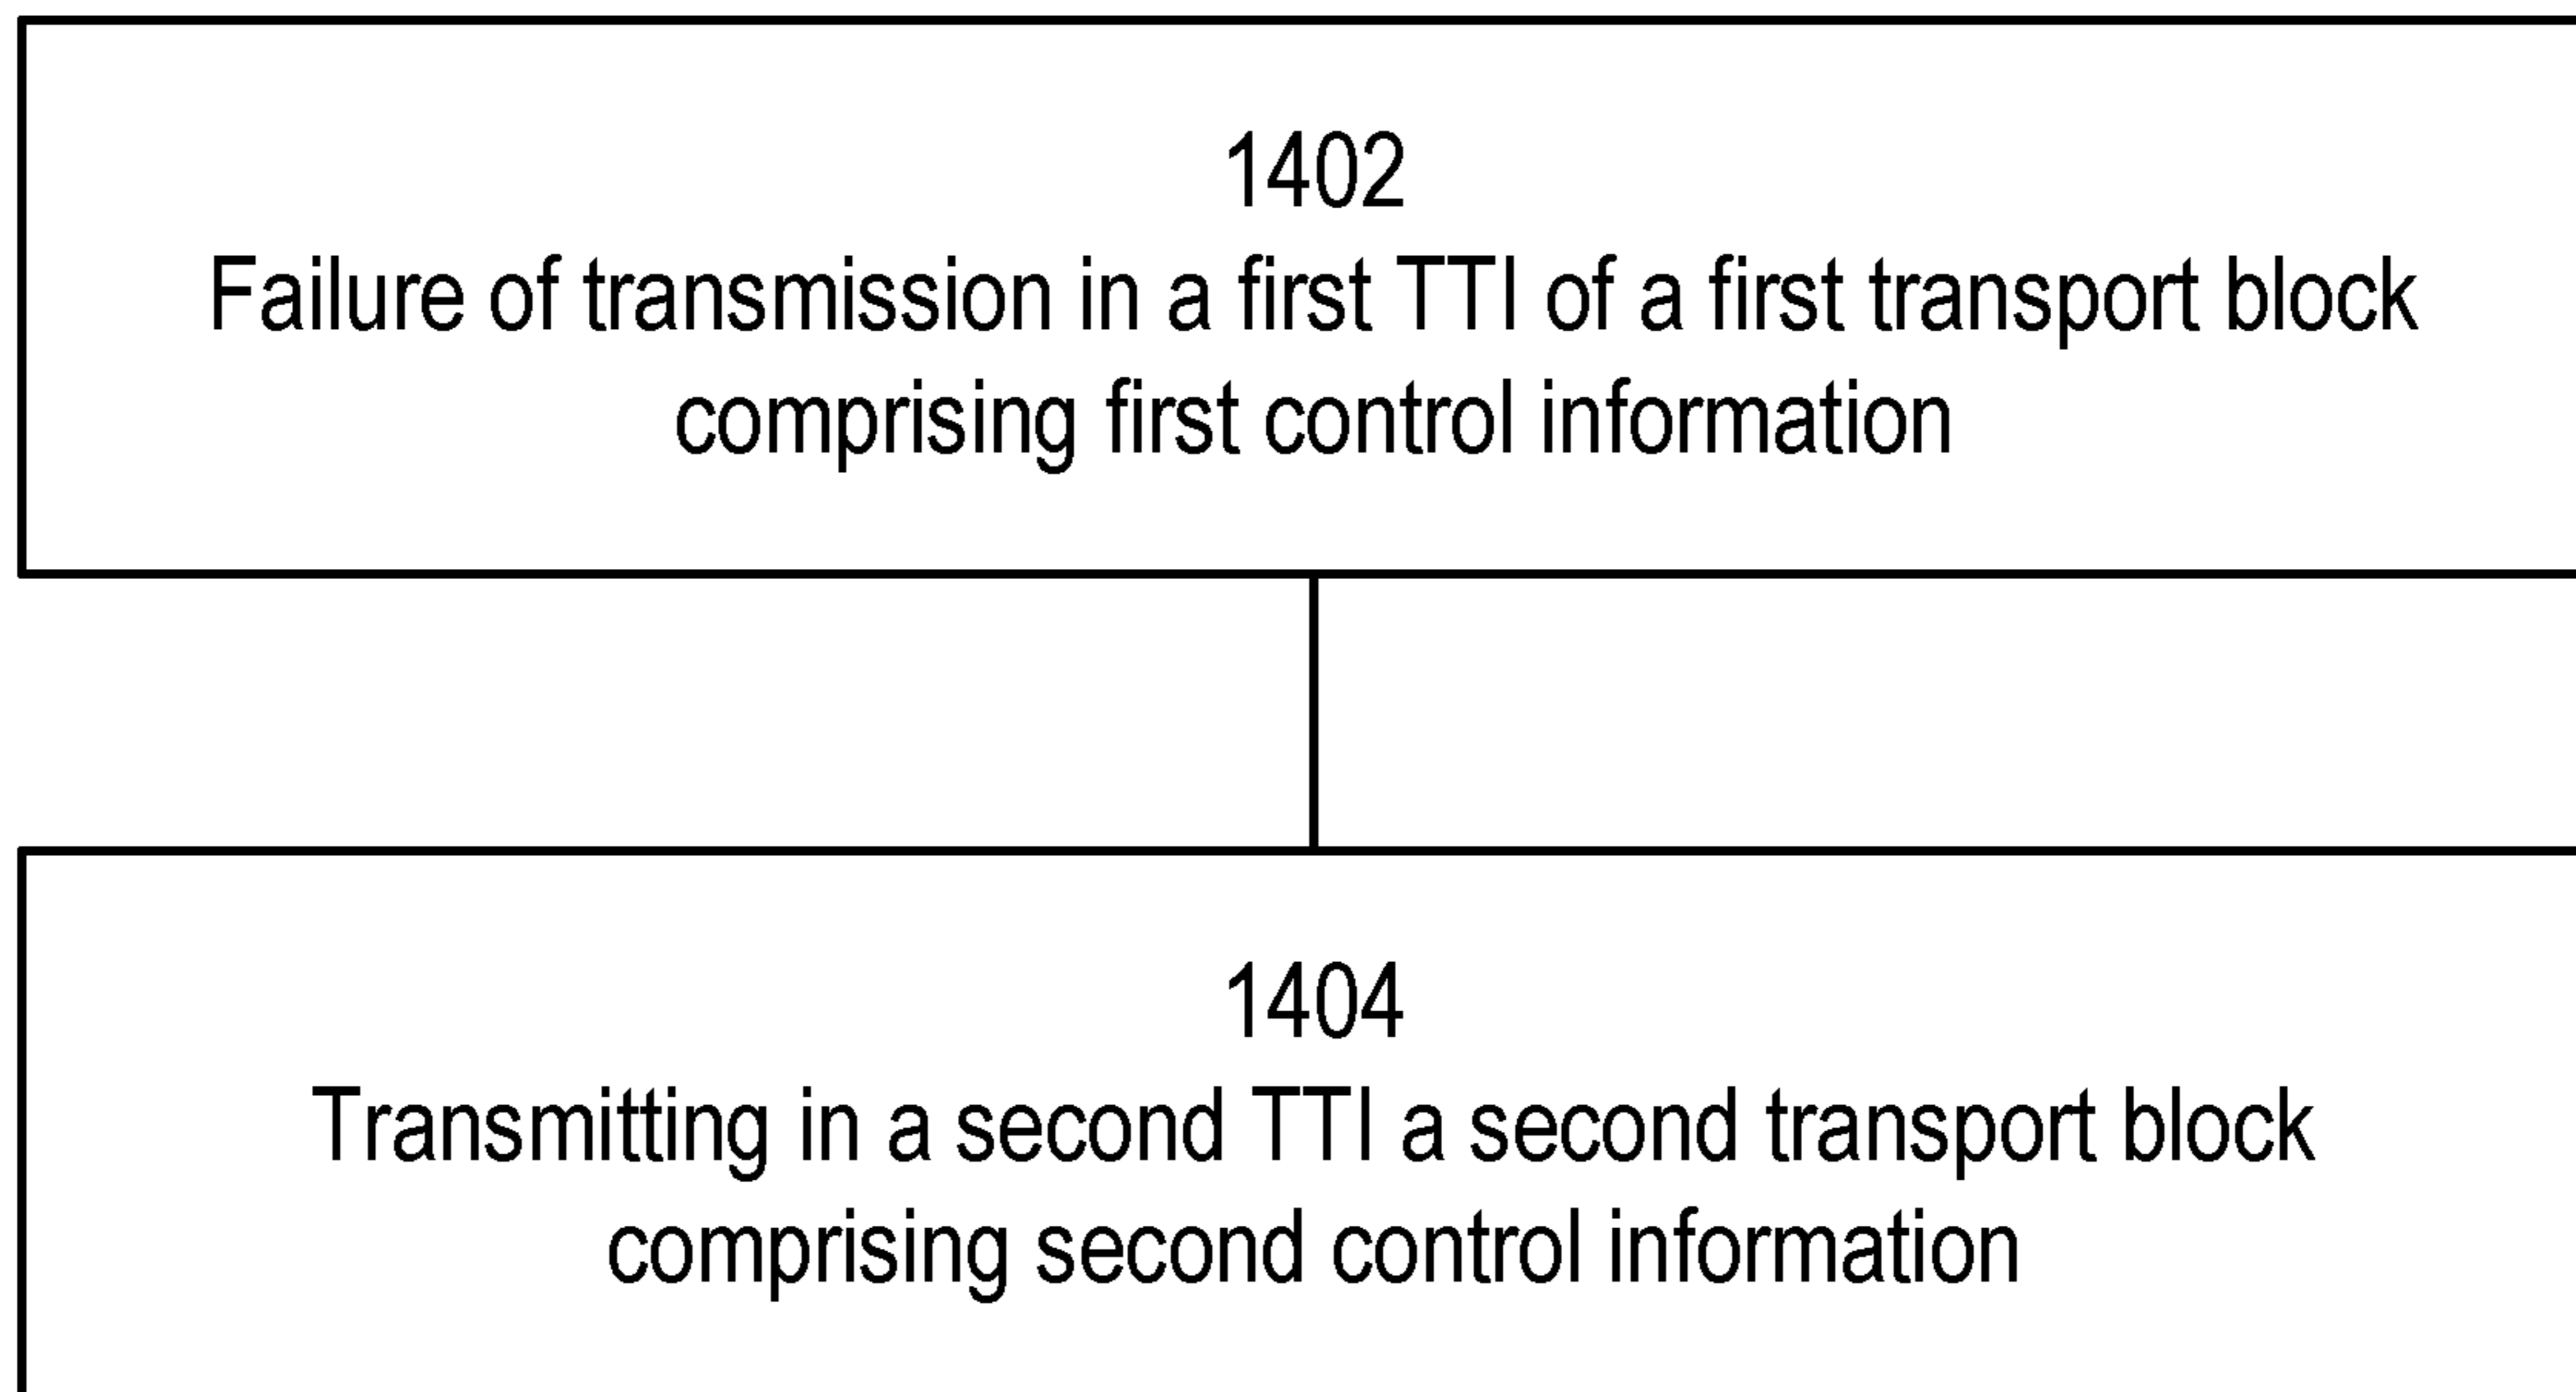 1402
Failure of transmission in a first TTI of a first transport block
comprising first control information
1404
Transmitting in a second TTI a second transport block
comprising second control information